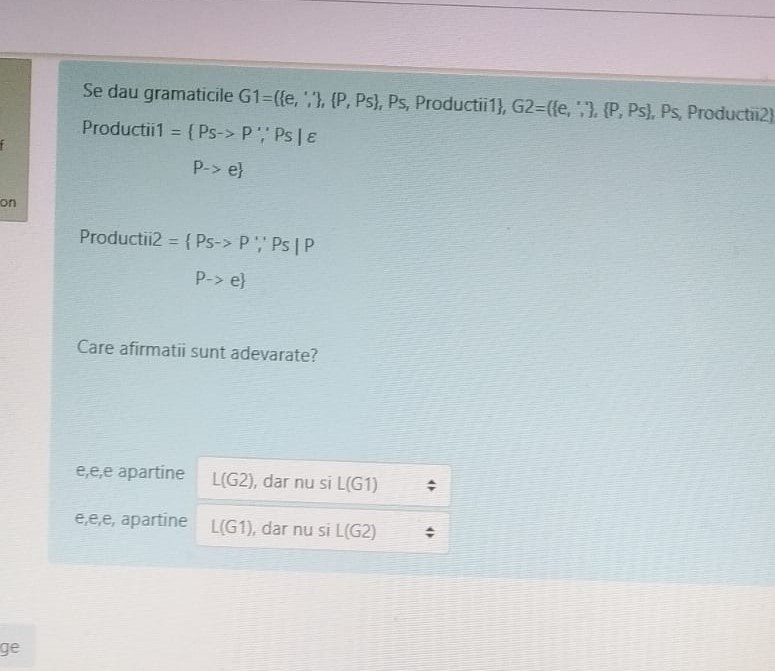 Se dau gramaticile G1=({e, ','}, {P, Ps}, Ps, Productii1}, G2=({e, ','}, {P, Ps}, Ps, Productii2}
Productii1 = { Ps-> P ',' Ps | ε
f
P-> e}
on
Productii2 = { Ps-> P ',' Ps | P
P-> e}
Care afirmatii sunt adevarate?
e,e,e apartine L(G2), dar nu si L(G1)
e,e,e, apartine L(G1), dar nu si L(G2)
ge